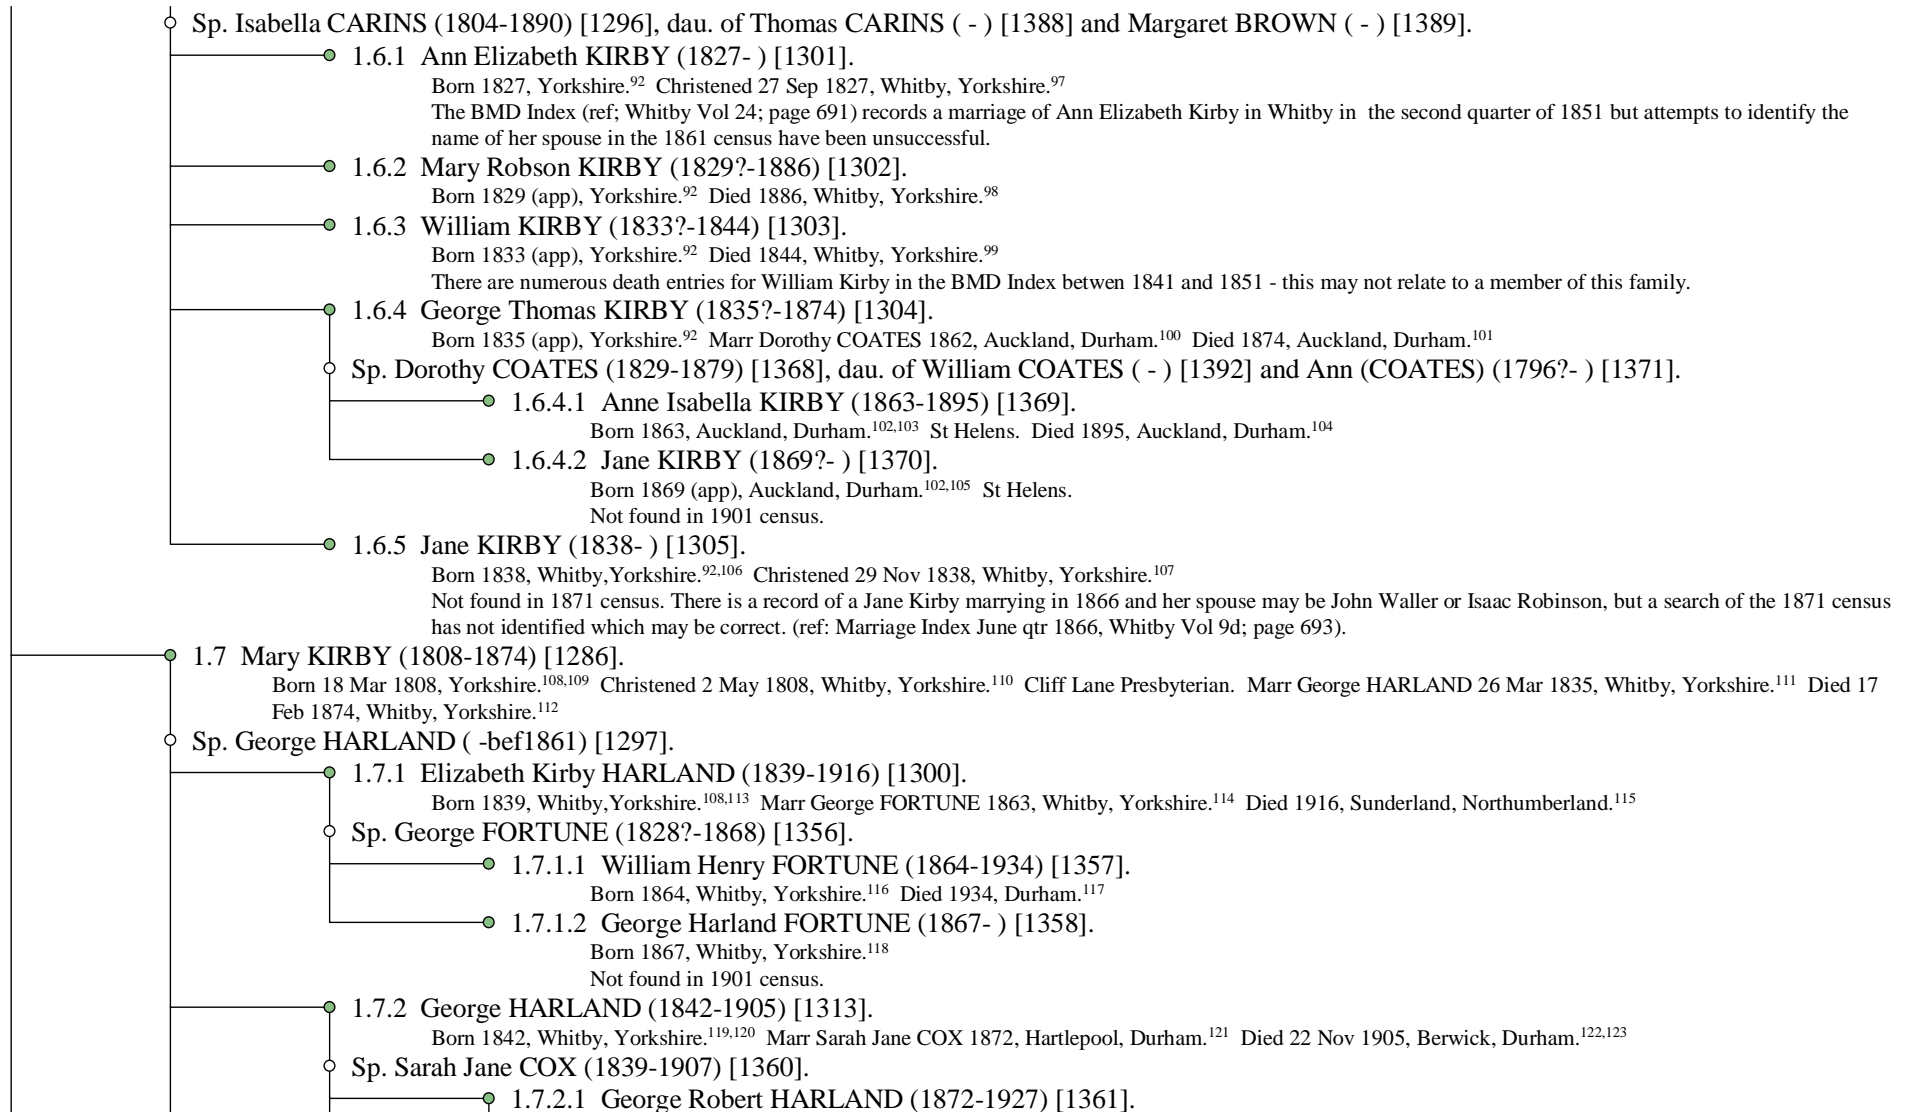 Sp. Isabella CARINS (1804-1890) [1296], dau. of Thomas CARINS ( - ) [1388] and Margaret BROWN ( - ) [1389].
1.6.1 Ann Elizabeth KIRBY (1827- ) [1301].
Born 1827, Yorkshire.92 Christened 27 Sep 1827, Whitby, Yorkshire.97
The BMD Index (ref; Whitby Vol 24; page 691) records a marriage of Ann Elizabeth Kirby in Whitby in the second quarter of 1851 but attempts to identify the
name of her spouse in the 1861 census have been unsuccessful.
1.6.2 Mary Robson KIRBY (1829?-1886) [1302].
Born 1829 (app), Yorkshire.92 Died 1886, Whitby, Yorkshire.98
1.6.3 William KIRBY (1833?-1844) [1303].
Born 1833 (app), Yorkshire.92 Died 1844, Whitby, Yorkshire.99
There are numerous death entries for William Kirby in the BMD Index betwen 1841 and 1851 - this may not relate to a member of this family.
1.6.4 George Thomas KIRBY (1835?-1874) [1304].
Born 1835 (app), Yorkshire.92 Marr Dorothy COATES 1862, Auckland, Durham.100 Died 1874, Auckland, Durham.101
Sp. Dorothy COATES (1829-1879) [1368], dau. of William COATES ( - ) [1392] and Ann (COATES) (1796?- ) [1371].
1.6.4.1 Anne Isabella KIRBY (1863-1895) [1369].
Born 1863, Auckland, Durham.102,103 St Helens. Died 1895, Auckland, Durham.104
1.6.4.2 Jane KIRBY (1869?- ) [1370].
Born 1869 (app), Auckland, Durham.102,105 St Helens.
Not found in 1901 census.
1.6.5 Jane KIRBY (1838- ) [1305].
Born 1838, Whitby,Yorkshire.92,106 Christened 29 Nov 1838, Whitby, Yorkshire.107
Not found in 1871 census. There is a record of a Jane Kirby marrying in 1866 and her spouse may be John Waller or Isaac Robinson, but a search of the 1871 census
has not identified which may be correct. (ref: Marriage Index June qtr 1866, Whitby Vol 9d; page 693).
1.7 Mary KIRBY (1808-1874) [1286].
Born 18 Mar 1808, Yorkshire.108,109 Christened 2 May 1808, Whitby, Yorkshire.110 Cliff Lane Presbyterian. Marr George HARLAND 26 Mar 1835, Whitby, Yorkshire.111 Died 17
Feb 1874, Whitby, Yorkshire.112
Sp. George HARLAND ( -bef1861) [1297].
1.7.1 Elizabeth Kirby HARLAND (1839-1916) [1300].
Born 1839, Whitby,Yorkshire.108,113 Marr George FORTUNE 1863, Whitby, Yorkshire.114 Died 1916, Sunderland, Northumberland.115
Sp. George FORTUNE (1828?-1868) [1356].
1.7.1.1 William Henry FORTUNE (1864-1934) [1357].
Born 1864, Whitby, Yorkshire.116 Died 1934, Durham.117
1.7.1.2 George Harland FORTUNE (1867- ) [1358].
Born 1867, Whitby, Yorkshire.118
Not found in 1901 census.
1.7.2 George HARLAND (1842-1905) [1313].
Born 1842, Whitby, Yorkshire.119,120 Marr Sarah Jane COX 1872, Hartlepool, Durham.121 Died 22 Nov 1905, Berwick, Durham.122,123
Sp. Sarah Jane COX (1839-1907) [1360].
1.7.2.1 George Robert HARLAND (1872-1927) [1361].